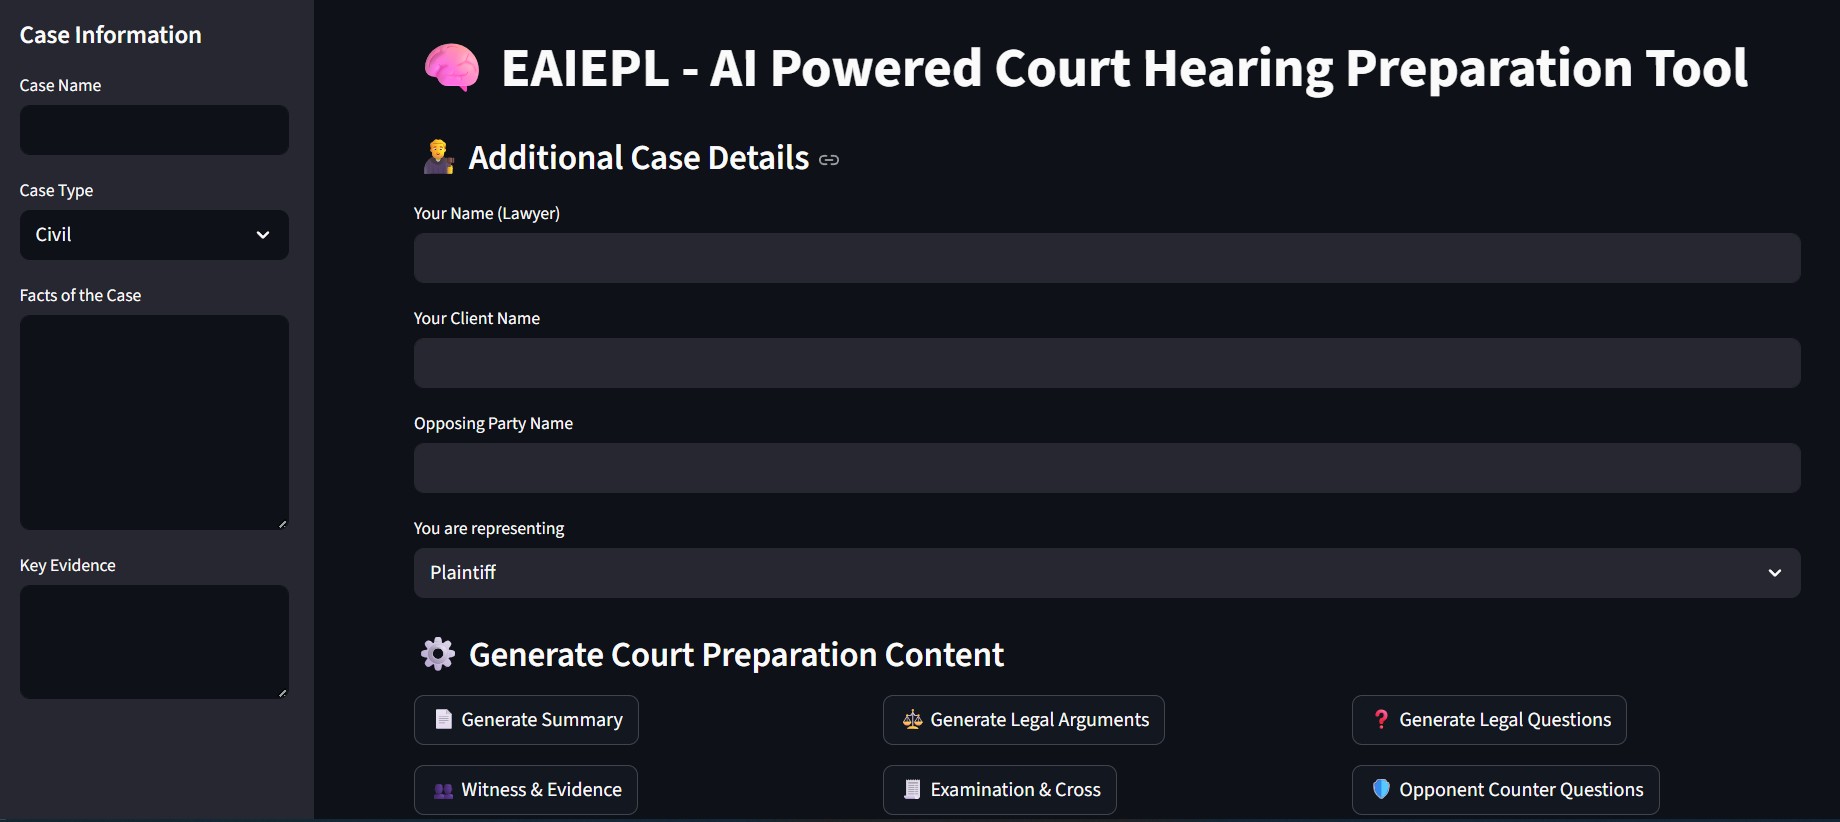 Case Information
Case Name
Case Type
Civil
Facts of the Case
Key Evidence
EAIEPL - AI Powered Court Hearing Preparation Tool
Additional Case Details
Your Name (Lawyer)
Your Client Name
Opposing Party Name
You are representing
Plaintiff
Generate Court Preparation Content
Generate Summary
Generate Legal Arguments
Generate Legal Questions
Witness & Evidence
Examination & Cross
Opponent Counter Questions